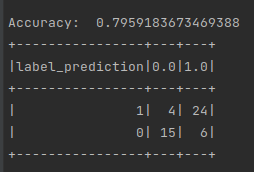 Accuracy:  0.7959183673469388
+----------------+---+---+
|label_prediction|0.0|1.0|
+----------------+---+---+
|               1|  4| 24|
|               0| 15|  6|
+----------------+---+---+